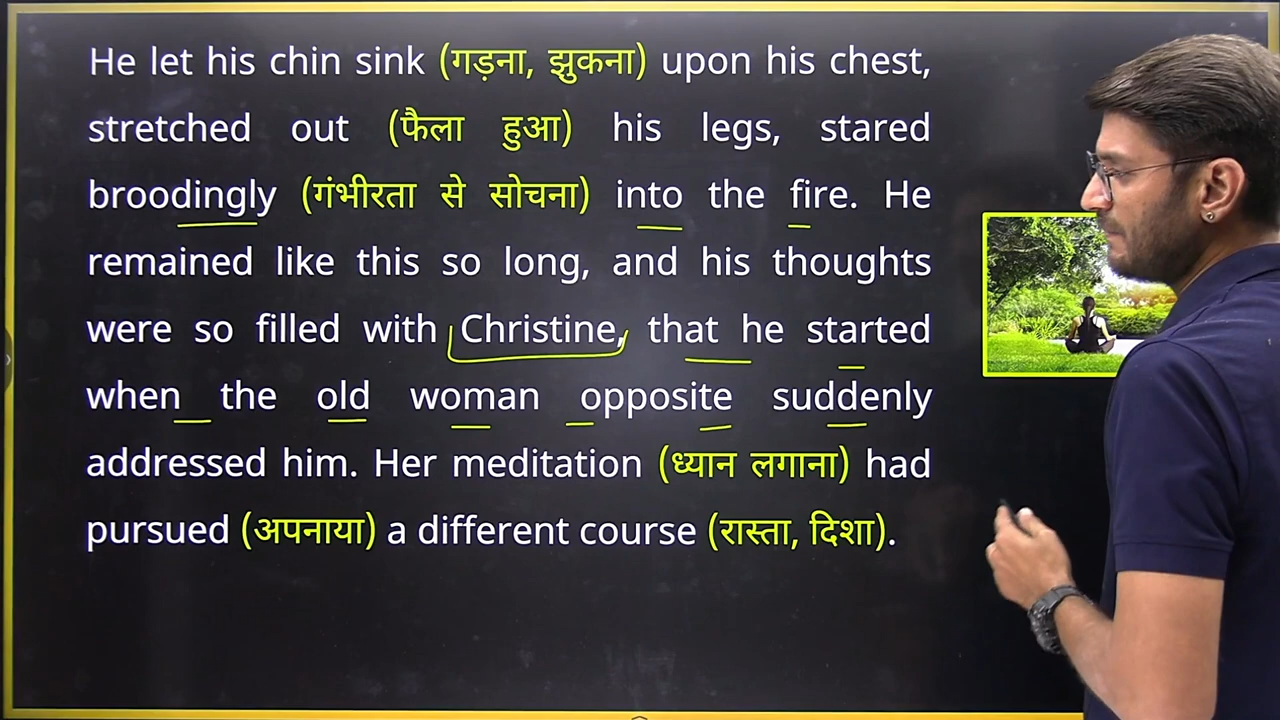 He let his chin sink (गड़ना, झुकना) upon his chest,
stretched out (फैला हुआ) his legs, stared
broodingly (गंभीरता से सोचना) into the fire. He
remained like this so long, and his thoughts
were so filled with Christine, that he started
when the old woman opposite suddenly
addressed him. Her meditation (ध्यान लगाना) had
pursued (अपनाया) a different course (रास्ता, दिशा).